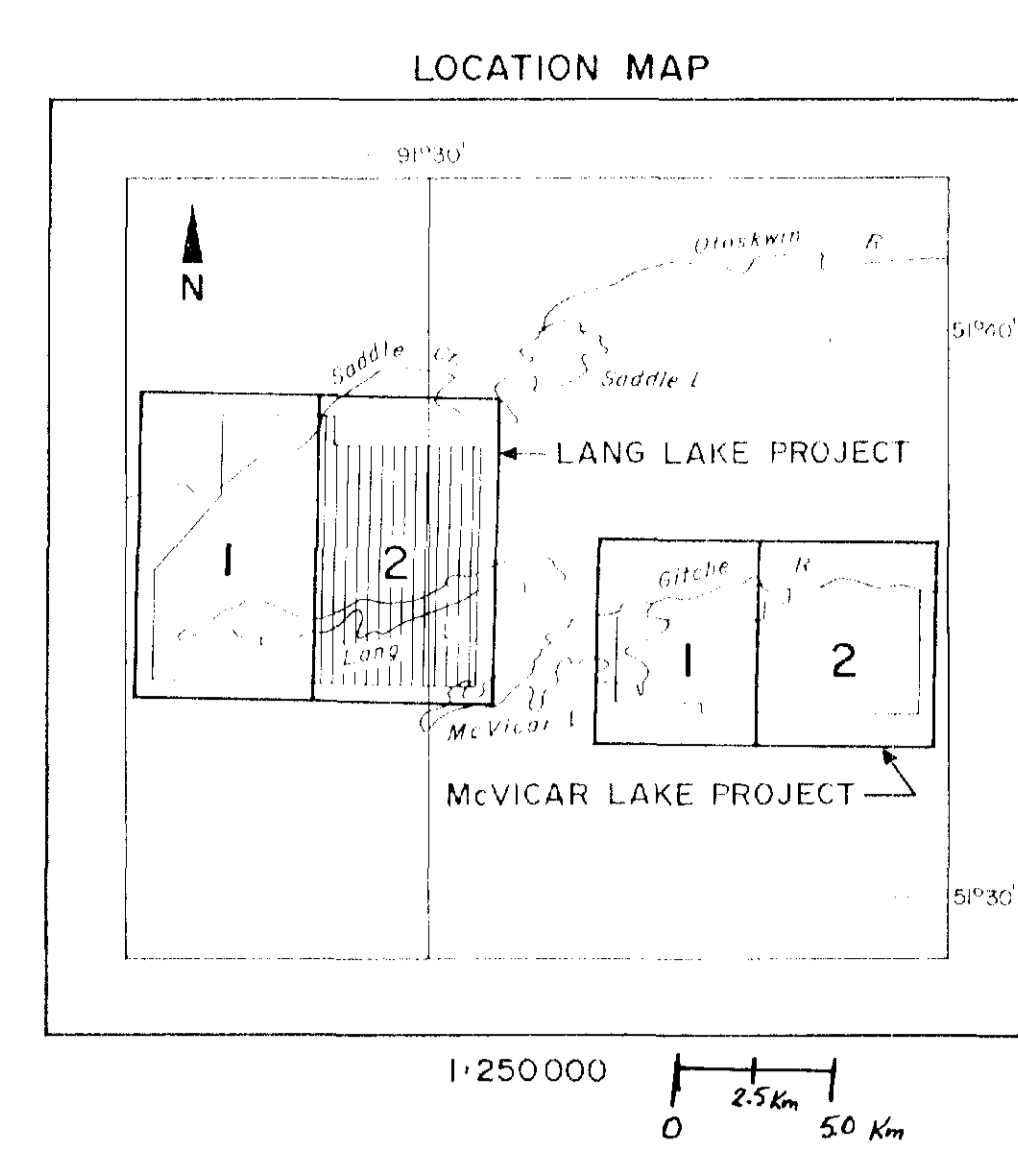 LOCATION MAP
91°30'
N
Otoskwin R
51°40'
Saddle Cr
Saddle L
LANG LAKE PROJECT
1
2
Gitche R
Lang
1
2
McVicar L
McVICAR LAKE PROJECT
51°30'
1:250000
0
2.5 Km
5.0 Km